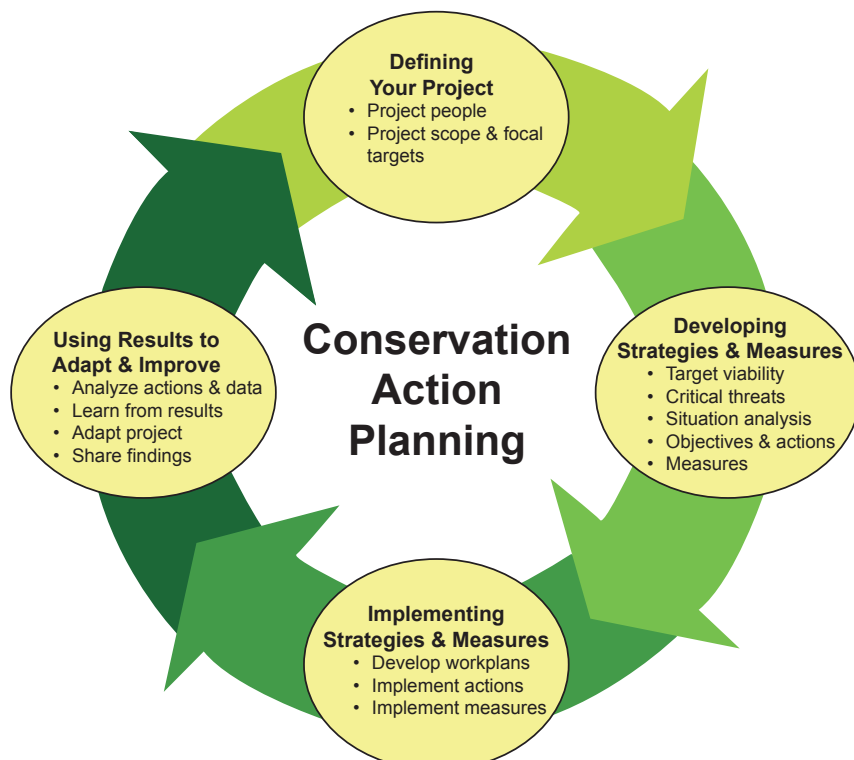 Defining
Your Project
• Project people
• Project scope & focal
targets
Conservation
Action
Planning
Developing
Strategies & Measures
• Target viability
• Critical threats
• Situation analysis
• Objectives & actions
• Measures
Implementing
Strategies & Measures
• Develop workplans
• Implement actions
• Implement measures
Using Results to
Adapt & Improve
• Analyze actions & data
• Learn from results
• Adapt project
• Share findings